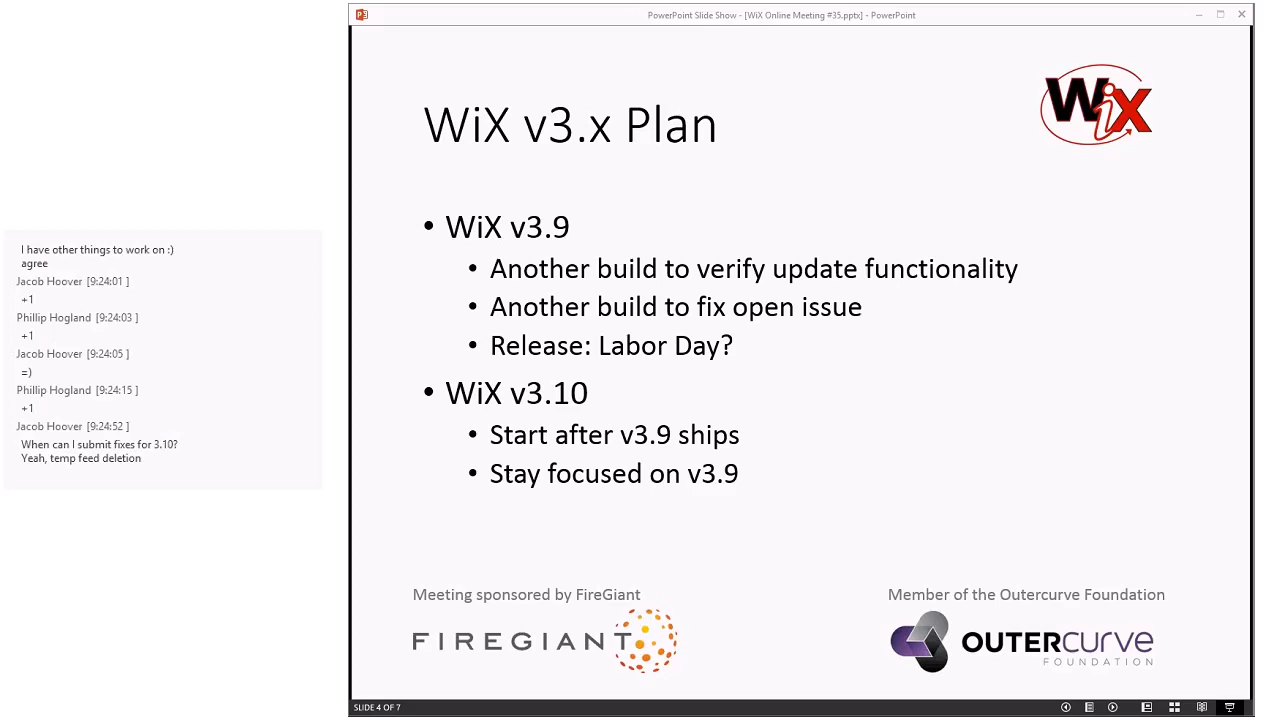 I have other things to work on :)
agree
Jacob Hoover [9:24:01 ]
+1
Phillip Hogland [9:24:03 ]
+1
Jacob Hoover [9:24:05 ]
=)
Phillip Hogland [9:24:15 ]
+1
Jacob Hoover [9:24:52 ]
When can I submit fixes for 3.10?
Yeah, temp feed deletion
PowerPoint Slide Show - [WiX Online Meeting #35.pptx] - PowerPoint
WiX v3.x Plan
WiX
• WiX v3.9
• Another build to verify update functionality
• Another build to fix open issue
• Release: Labor Day?
• WiX v3.10
• Start after v3.9 ships
• Stay focused on v3.9
Meeting sponsored by FireGiant
FIREGIANT
Member of the Outercurve Foundation
OUTERCURVE
FOUNDATION
SLIDE 4 OF 7